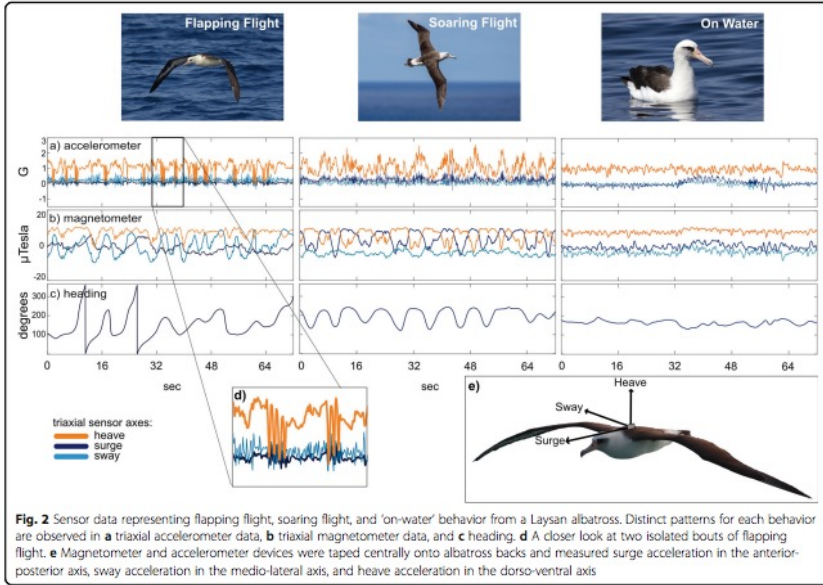 Flapping Flight
Soaring Flight
On Water
a) accelerometer
3
2
1
0
-1
G
b) magnetometer
20
10
0
20
μTesla
c) heading
300
200
100
degrees
0 16 32 48 64
0 16 32 48 64
0 16 32 48 64
sec
sec
sec
d)
e)
Heave
Sway
Surge
triaxial sensor axes:
heave
surge
sway
Fig. 2 Sensor data representing flapping flight, soaring flight, and 'on-water' behavior from a Laysan albatross. Distinct patterns for each behavior
are observed in a triaxial accelerometer data, b triaxial magnetometer data, and c heading. d A closer look at two isolated bouts of flapping
flight. e Magnetometer and accelerometer devices were taped centrally onto albatross backs and measured surge acceleration in the anterior-
posterior axis, sway acceleration in the medio-lateral axis, and heave acceleration in the dorso-ventral axis